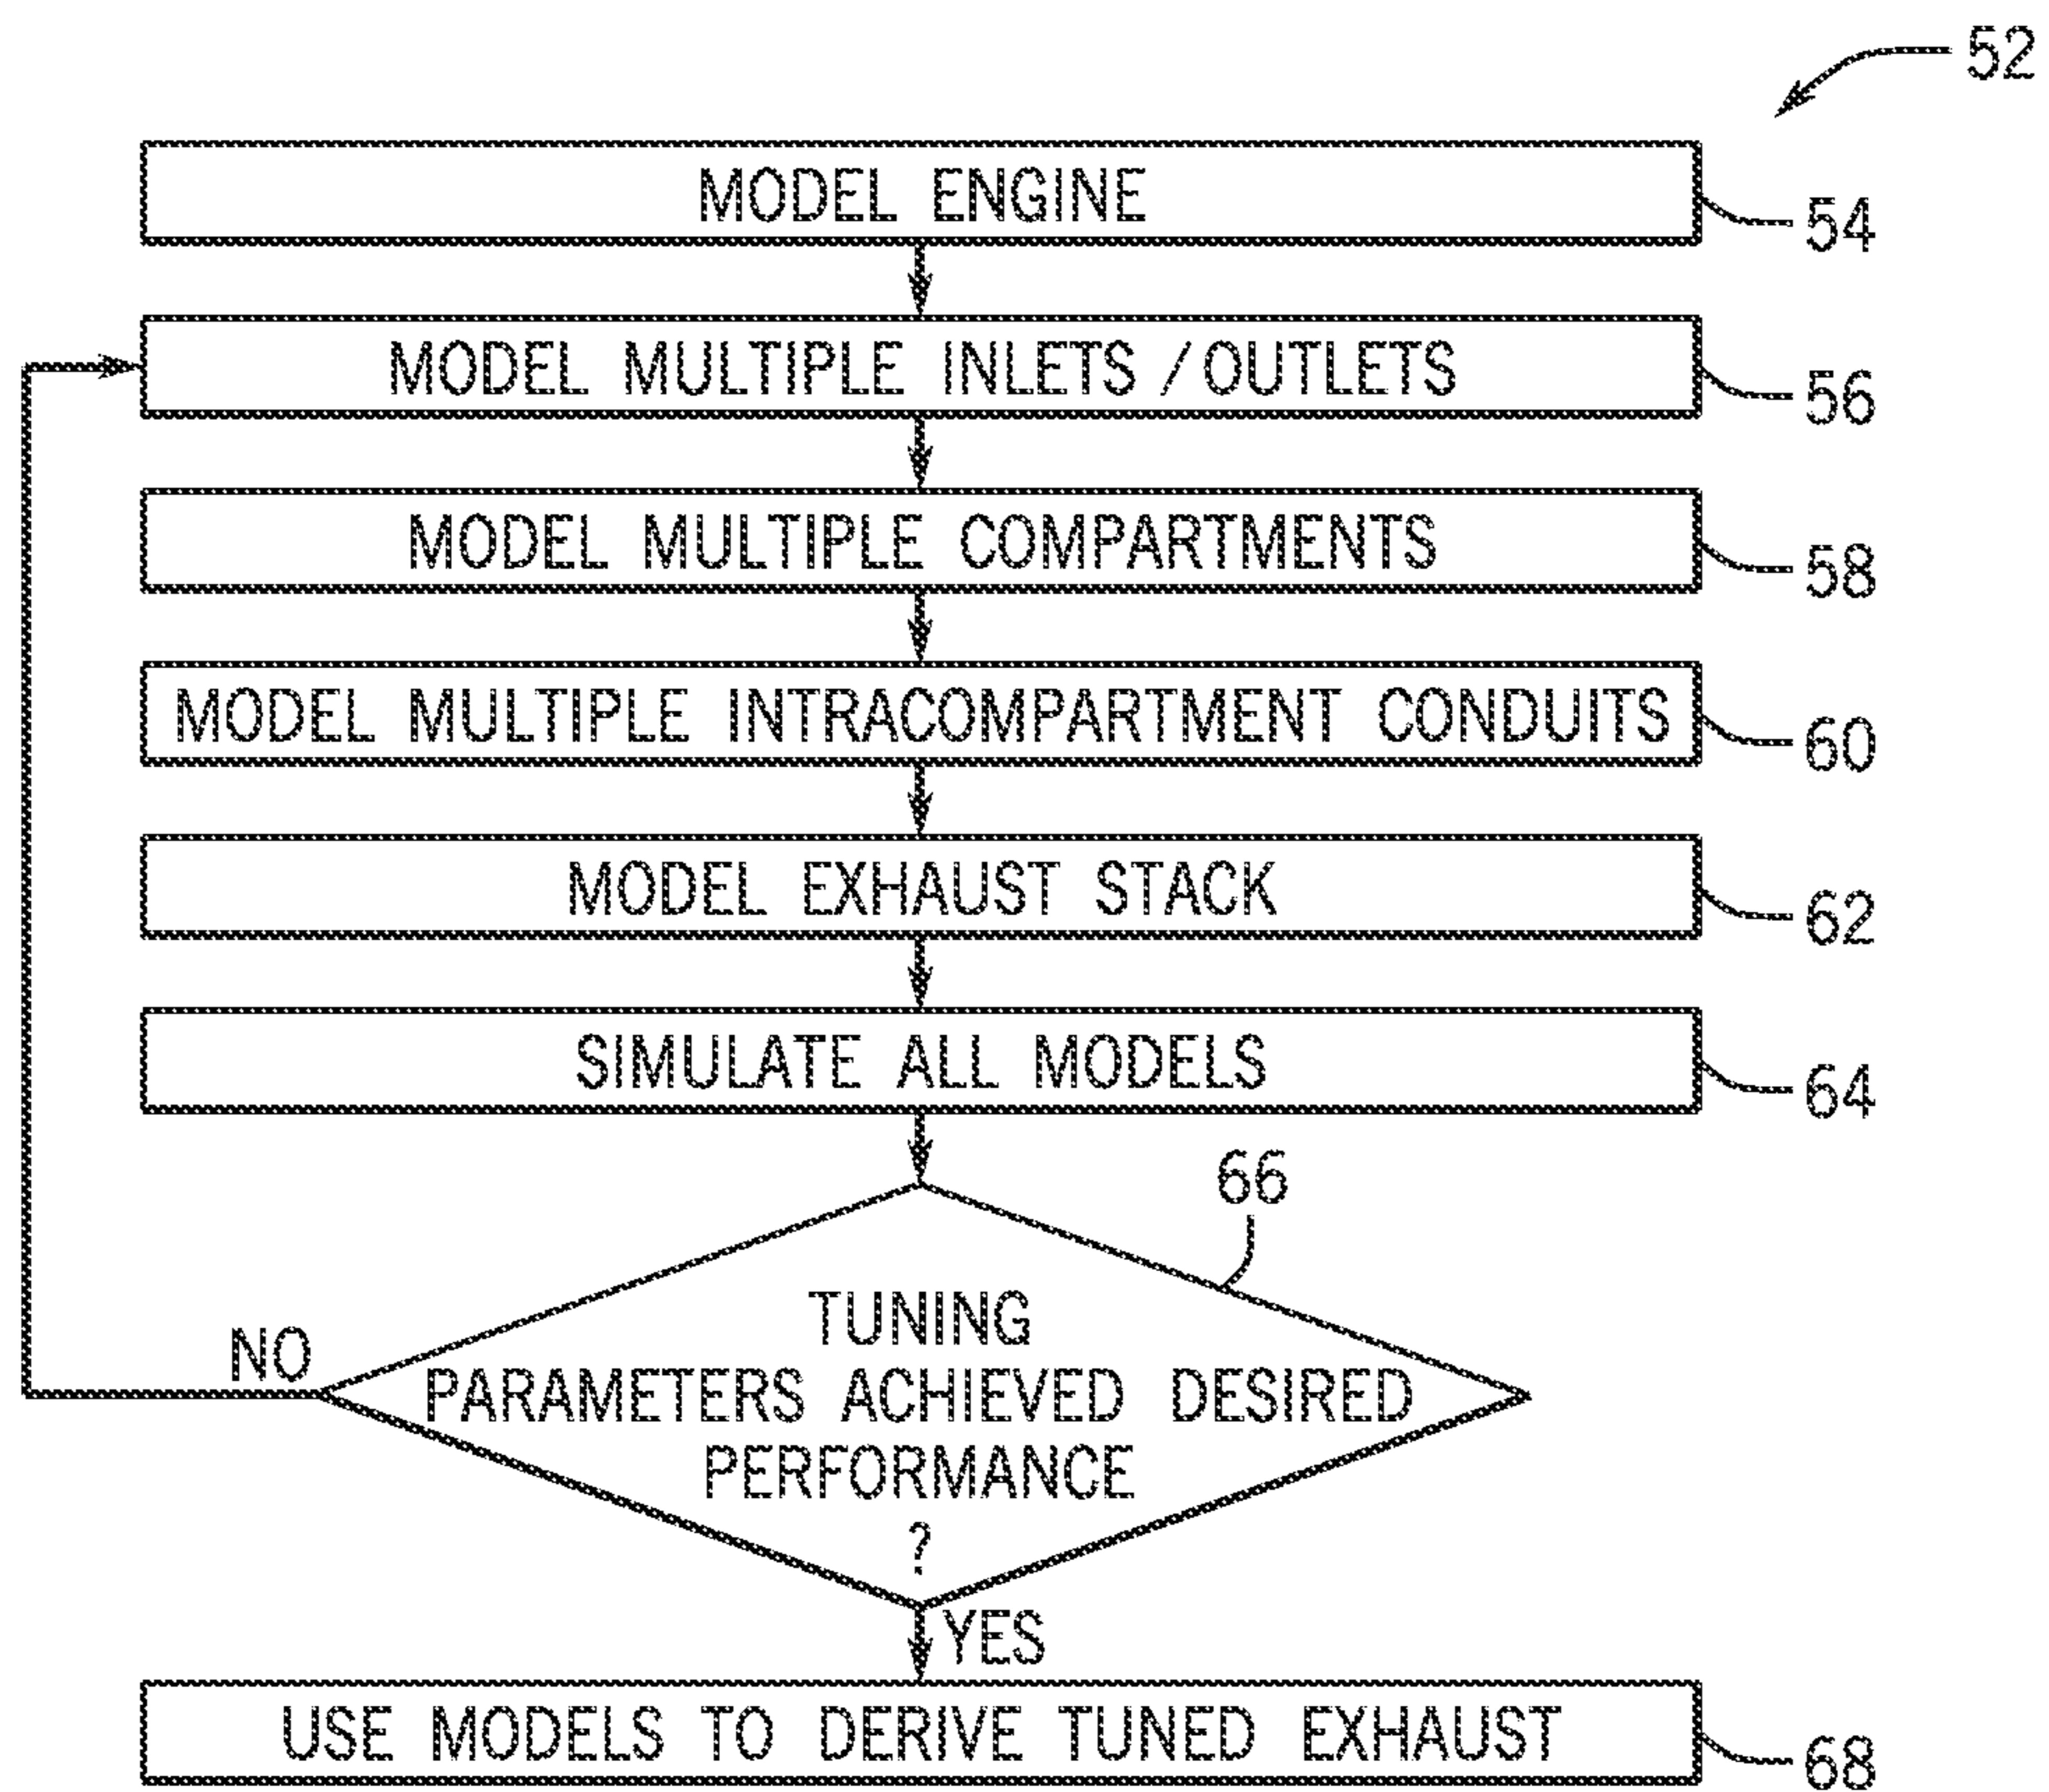 52
MODEL ENGINE
54
MODEL MULTIPLE INLETS / OUTLETS
56
MODEL MULTIPLE COMPARTMENTS
58
MODEL MULTIPLE INTRACOMPARTMENT CONDUITS
60
MODEL EXHAUST STACK
62
SIMULATE ALL MODELS
64
66
TUNING
PARAMETERS ACHIEVED DESIRED
PERFORMANCE
?
NO
YES
USE MODELS TO DERIVE TUNED EXHAUST
68